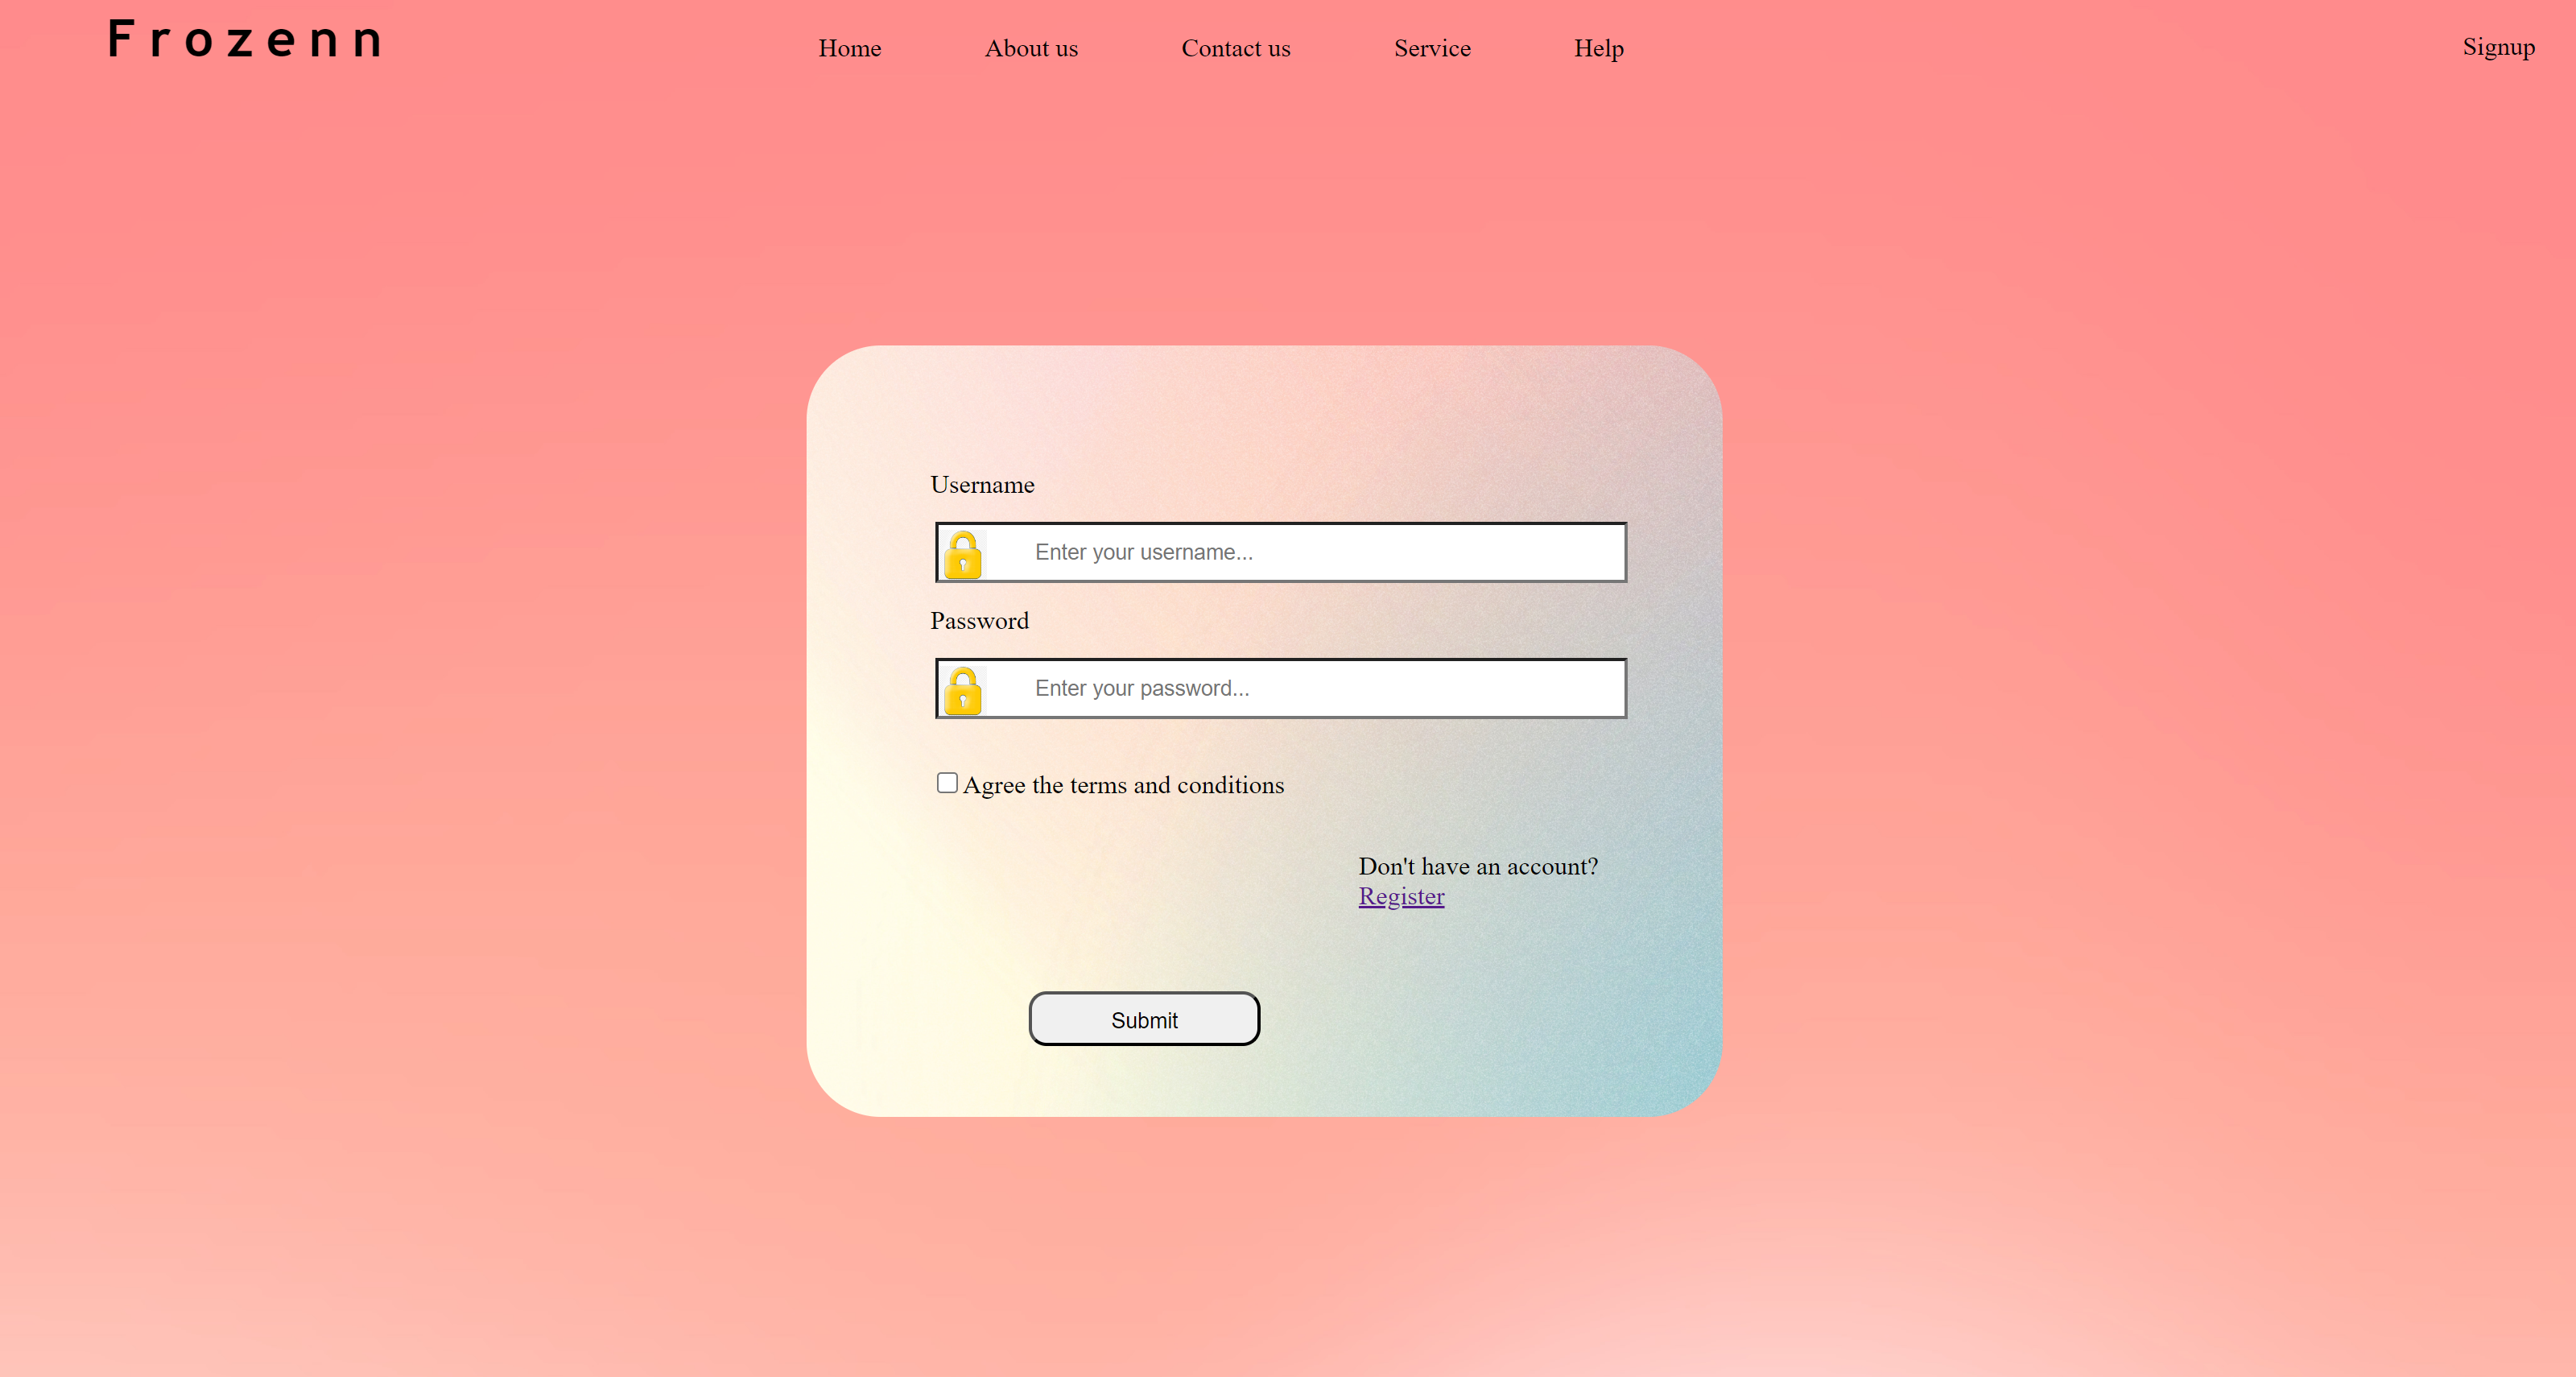 Frozenn
Home About us Contact us Service Help
Signup
Username
Enter your username...
Password
Enter your password...
Agree the terms and conditions
Don't have an account?
Register
Submit